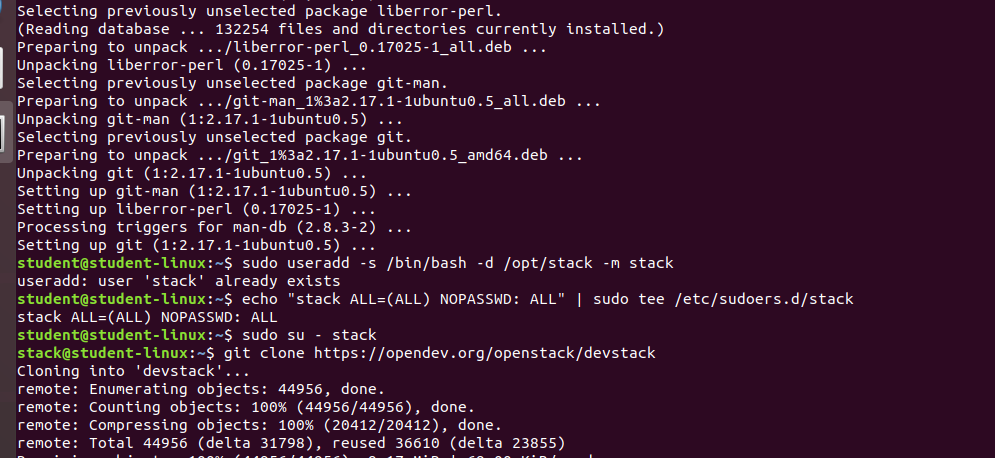 Selecting previously unselected package liberror-perl.
(Reading database ... 132254 files and directories currently installed.)
Preparing to unpack .../liberror-perl_0.17025-1_all.deb ...
Unpacking liberror-perl (0.17025-1) ...
Selecting previously unselected package git-man.
Preparing to unpack .../git-man_1%3a2.17.1-1ubuntu0.5_all.deb ...
Unpacking git-man (1:2.17.1-1ubuntu0.5) ...
Selecting previously unselected package git.
Preparing to unpack .../git_1%3a2.17.1-1ubuntu0.5_amd64.deb ...
Unpacking git (1:2.17.1-1ubuntu0.5) ...
Setting up git-man (1:2.17.1-1ubuntu0.5) ...
Setting up liberror-perl (0.17025-1) ...
Processing triggers for man-db (2.8.3-2) ...
Setting up git (1:2.17.1-1ubuntu0.5) ...
student@student-linux:~$ sudo useradd -s /bin/bash -d /opt/stack -m stack
useradd: user 'stack' already exists
student@student-linux:~$ echo "stack ALL=(ALL) NOPASSWD: ALL" | sudo tee /etc/sudoers.d/stack
stack ALL=(ALL) NOPASSWD: ALL
student@student-linux:~$ sudo su - stack
stack@student-linux:~$ git clone https://opendev.org/openstack/devstack
Cloning into 'devstack'...
remote: Enumerating objects: 44956, done.
remote: Counting objects: 100% (44956/44956), done.
remote: Compressing objects: 100% (20412/20412), done.
remote: Total 44956 (delta 31798), reused 36610 (delta 23855)